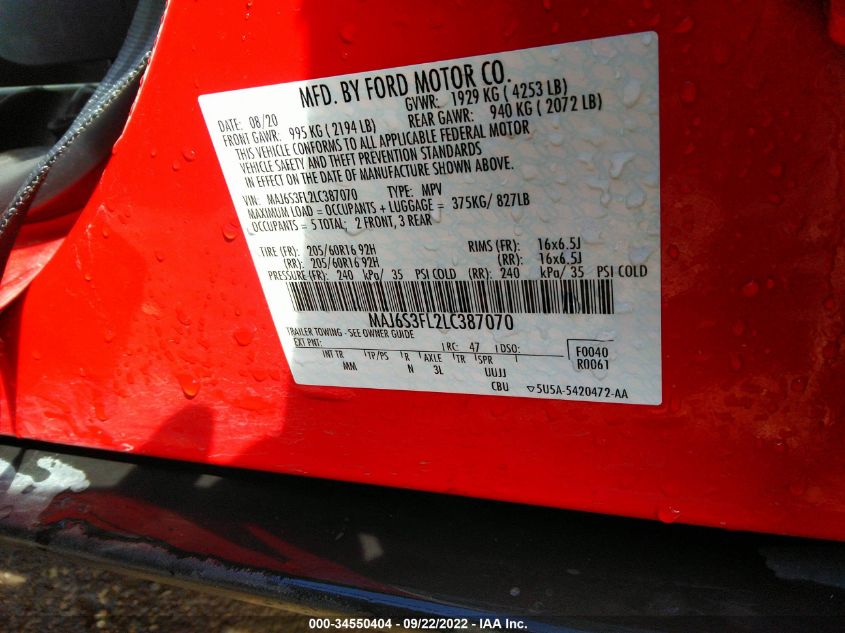 MFD. BY FORD MOTOR CO.
DATE: 08/20 GVWR: 1929 KG ( 4253 LB)
FRONT GAWR: 995 KG ( 2194 LB) REAR GAWR: 940 KG ( 2072 LB)
THIS VEHICLE CONFORMS TO ALL APPLICABLE FEDERAL MOTOR
VEHICLE SAFETY AND THEFT PREVENTION STANDARDS
IN EFFECT ON THE DATE OF MANUFACTURE SHOWN ABOVE.
VIN: MAJ6S3FL2LC387070 TYPE: MPV
MAXIMUM LOAD = OCCUPANTS + LUGGAGE = 375KG/ 827LB
OCCUPANTS = 5 TOTAL; 2 FRONT, 3 REAR
TIRE (FR): 205/60R16 92H RIMS (FR): 16x6.5J
(RR): 205/60R16 92H (RR): 16x6.5J
PRESSURE (FR): 240 kPa/ 35 PSI COLD (RR): 240 kPa/ 35 PSI COLD
MAJ6S3FL2LC387070
TRAILER TOWING - SEE OWNER GUIDE
EXT PNT: RC: 47 DSO: F0040
INT TR TP/PS R AXLE TR SPR R0061
MM N 3L UUJJ
CBU 5U5A-5420472-AA
000-34550404 - 09/22/2022 - IAA Inc.